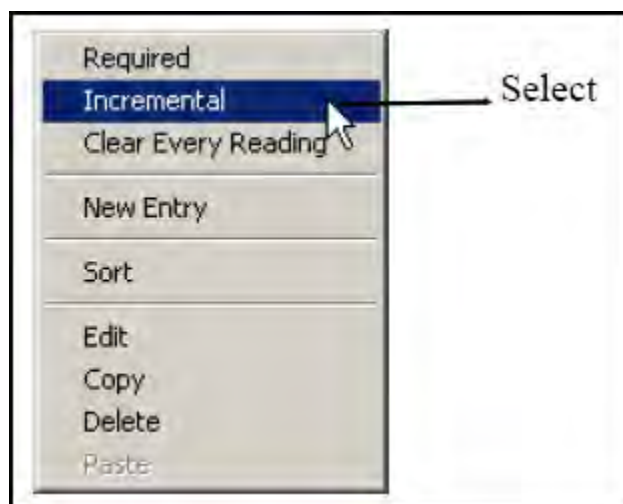 Required
Incremental
Select
Clear Every Reading
New Entry
Sort
Edit
Copy
Delete
Paste